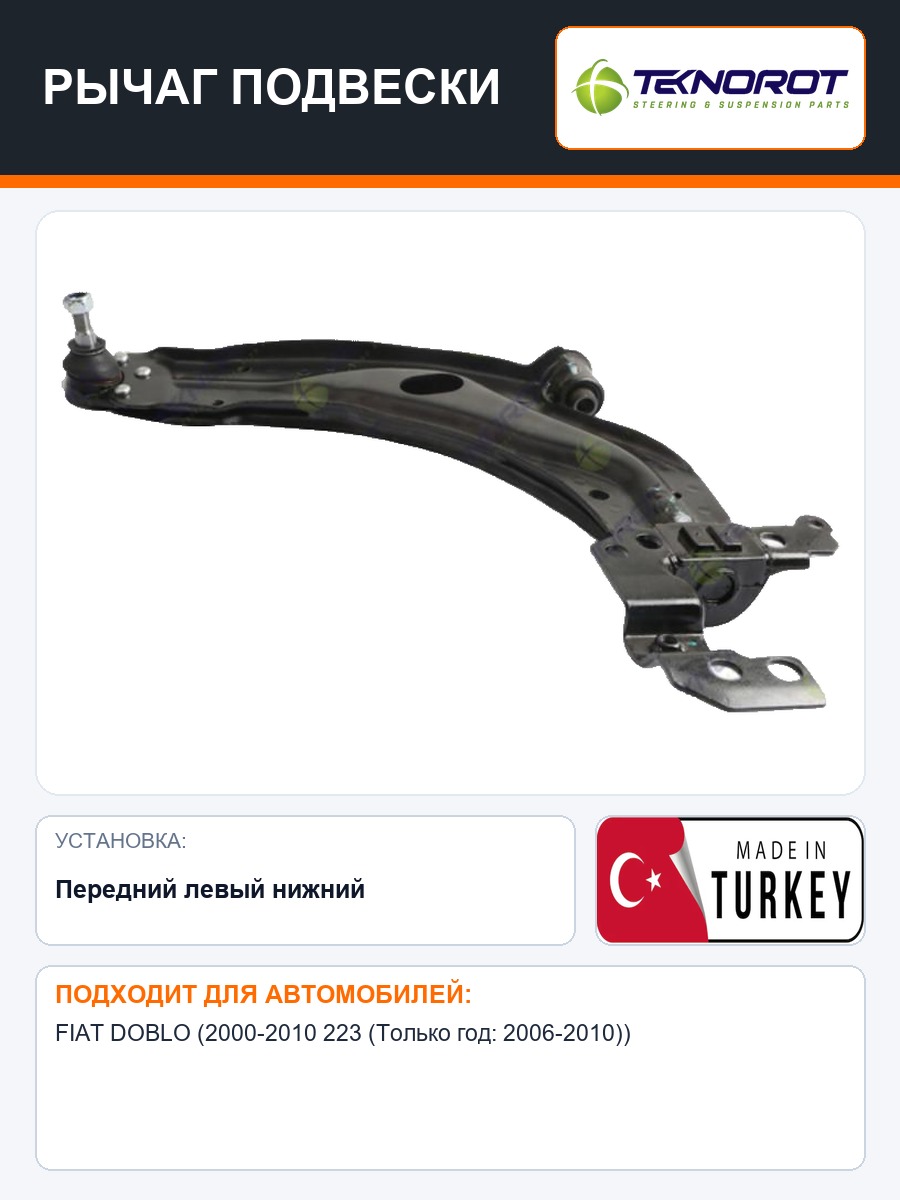 РЫЧАГ ПОДВЕСКИ
TEKNOROT
STEERING & SUSPENSION PARTS
УСТАНОВКА:
Передний левый нижний
MADE IN
TURKEY
ПОДХОДИТ ДЛЯ АВТОМОБИЛЕЙ:
FIAT DOBLO (2000-2010 223 (Только год: 2006-2010))